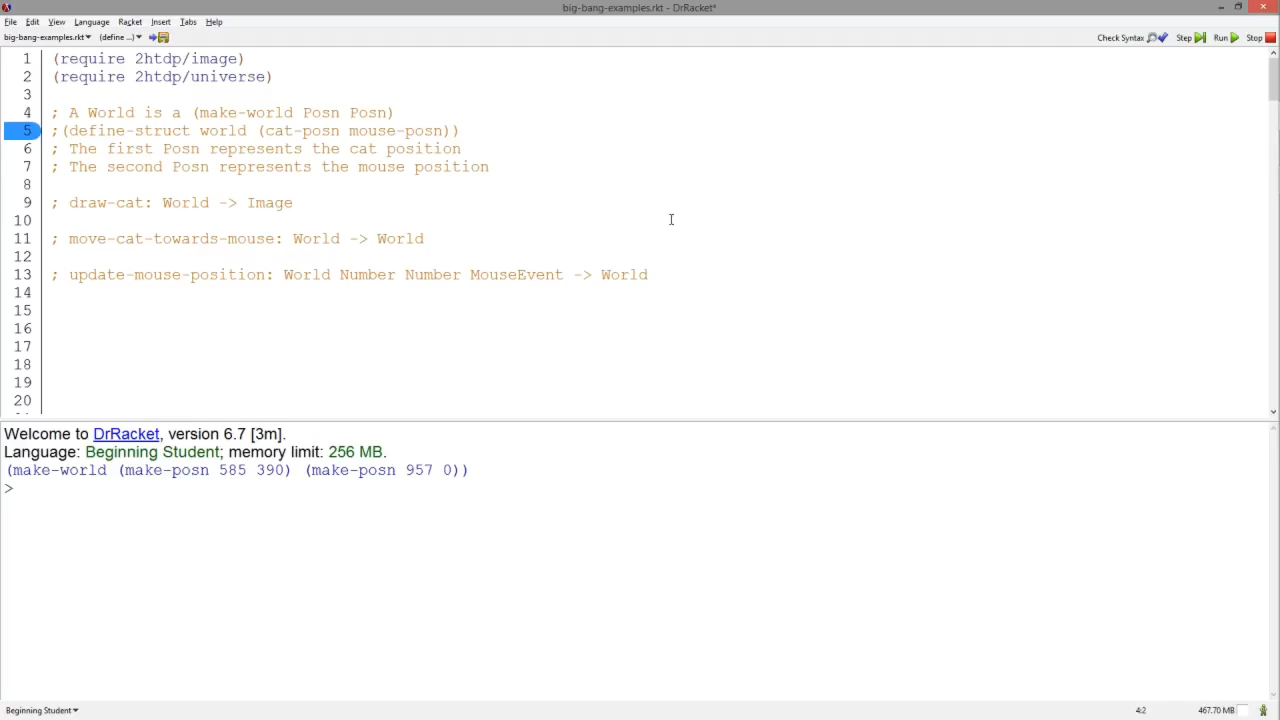 big-bang-examples.rkt - DrRacket*
File Edit View Language Racket Insert Tabs Help
big-bang-examples.rkt (define ...) Check Syntax Step Run Stop
1 (require 2htdp/image)
2 (require 2htdp/universe)
3
4 ; A World is a (make-world Posn Posn)
5 ;(define-struct world (cat-posn mouse-posn))
6 ; The first Posn represents the cat position
7 ; The second Posn represents the mouse position
8
9 ; draw-cat: World -> Image
10
11 ; move-cat-towards-mouse: World -> World
12
13 ; update-mouse-position: World Number Number MouseEvent -> World
14
15
16
17
18
19
20
Welcome to DrRacket, version 6.7 [3m].
Language: Beginning Student; memory limit: 256 MB.
(make-world (make-posn 585 390) (make-posn 957 0))
>
Beginning Student 4:2 467.70 MB